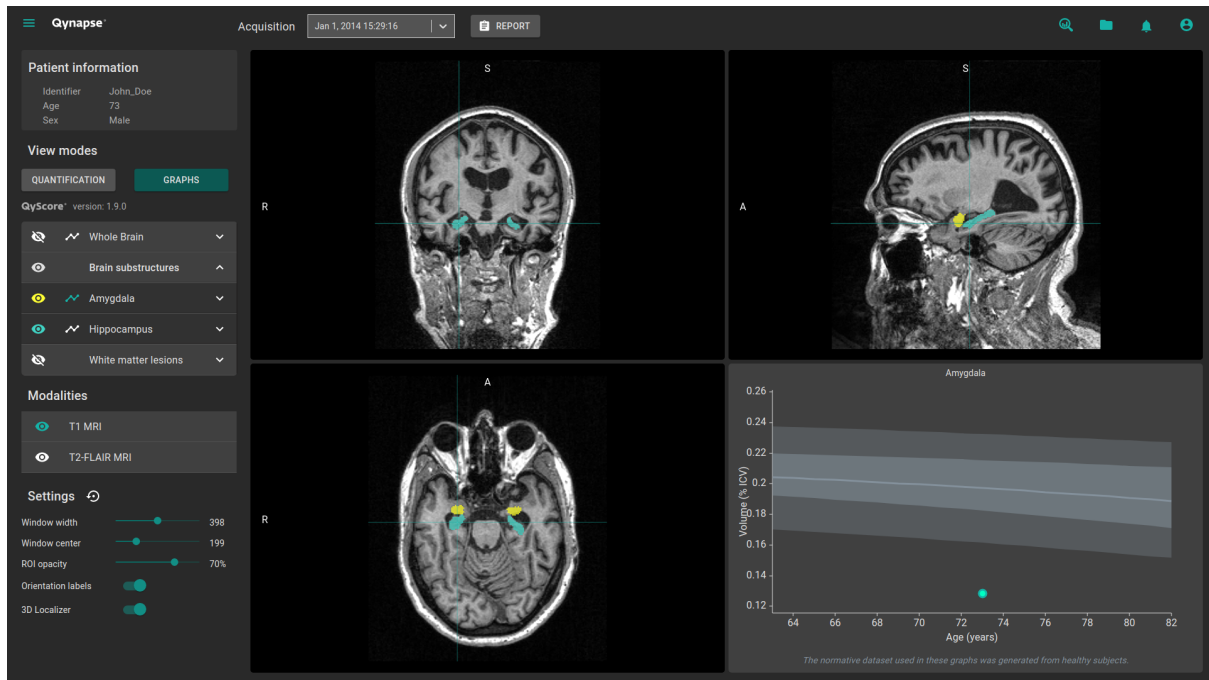 Qynapse
Acquisition
Jan 1, 2014 15:29:16
REPORT
Patient information
Identifier John_Doe
Age 73
Sex Male
View modes
QUANTIFICATION
GRAPHS
QyScore version: 1.9.0
Whole Brain
Brain substructures
Amygdala
Hippocampus
White matter lesions
Modalities
T1 MRI
T2-FLAIR MRI
Settings
Window width 398
Window center 199
ROI opacity 70%
Orientation labels
3D Localizer
S
R
S
A
A
R
Amygdala
0.26
0.24
0.22
0.2
0.18
0.16
0.14
0.12
Volume (% ICV)
64 66 68 70 72 74 76 78 80 82
Age (years)
The normative dataset used in these graphs was generated from healthy subjects.